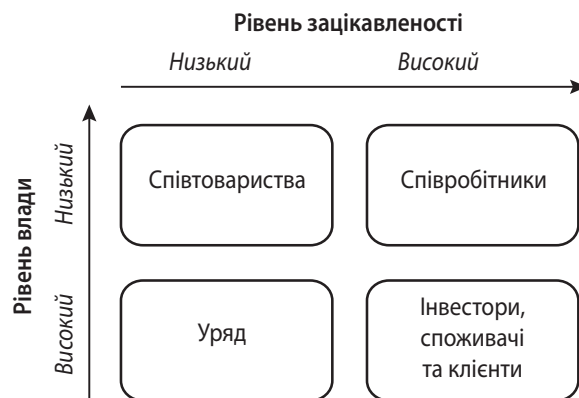 Рівень зацікавленості
Низький Високий
Рівень влади
Низький
Співтовариства
Співробітники
Високий
Уряд
Інвестори,
споживачі
та клієнти